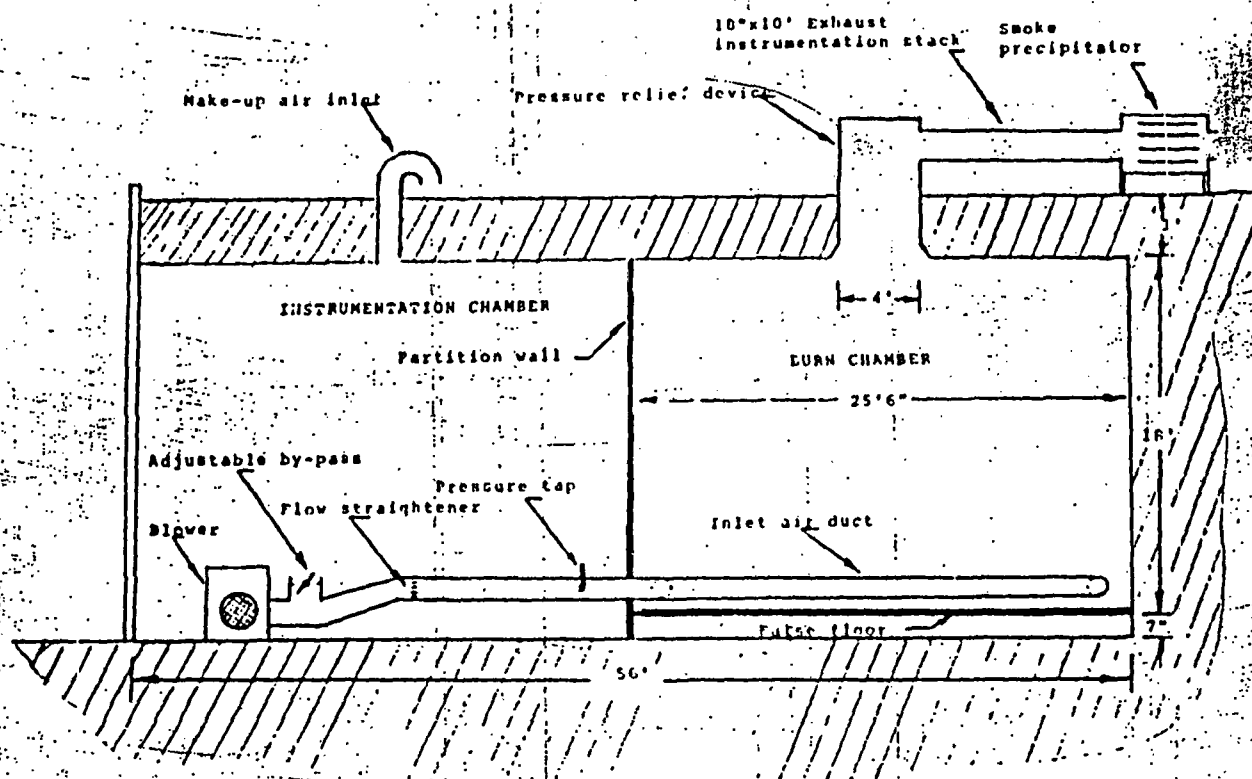 10"x10' Exhaust
instrumentation stack
Smoke
precipitator
Make-up air inlet
Pressure relief device
4'
INSTRUMENTATION CHAMBER
Partition wall
BURN CHAMBER
25'6"
18'
Adjustable by-pass
Pressure tap
Flow straightener
Inlet air duct
Blower
False floor
7"
56'